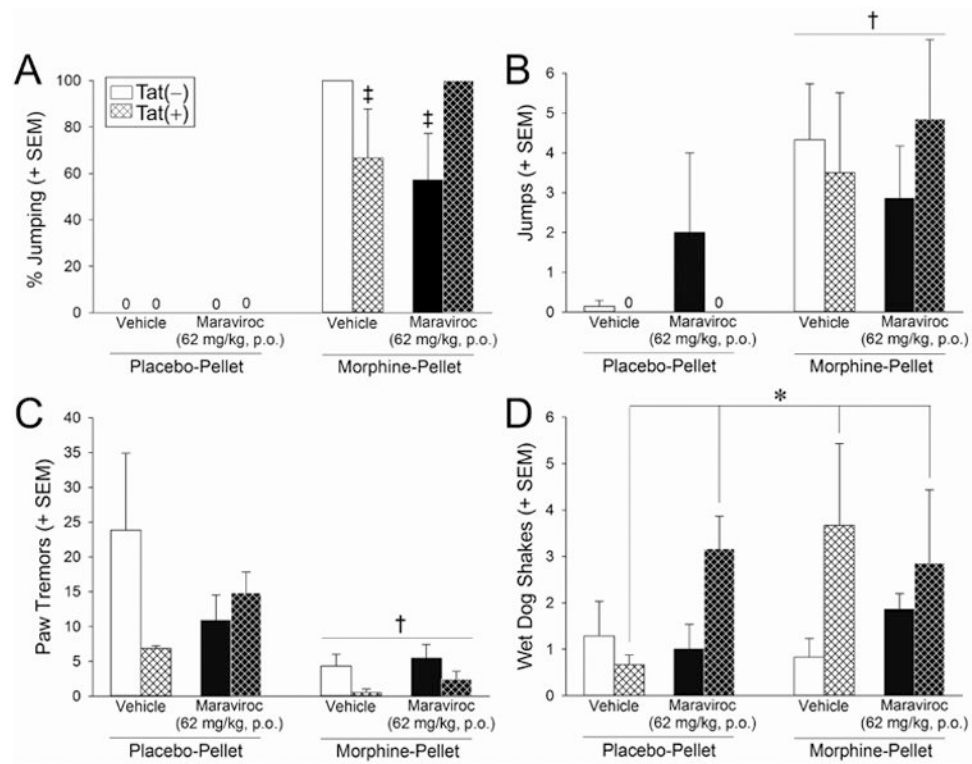 A
% Jumping (+ SEM)
100
80
60
40
20
0
Tat(−)
Tat(+)
0 0 0 0
‡
‡
Vehicle Maraviroc Vehicle Maraviroc
(62 mg/kg, p.o.) (62 mg/kg, p.o.)
Placebo-Pellet Morphine-Pellet
B
Jumps (+ SEM)
6
5
4
3
2
1
0
†
0 0
Vehicle Maraviroc Vehicle Maraviroc
(62 mg/kg, p.o.) (62 mg/kg, p.o.)
Placebo-Pellet Morphine-Pellet
C
Paw Tremors (+ SEM)
40
35
30
25
20
15
10
5
0
†
Vehicle Maraviroc Vehicle Maraviroc
(62 mg/kg, p.o.) (62 mg/kg, p.o.)
Placebo-Pellet Morphine-Pellet
D
Wet Dog Shakes (+ SEM)
6
5
4
3
2
1
0
*
Vehicle Maraviroc Vehicle Maraviroc
(62 mg/kg, p.o.) (62 mg/kg, p.o.)
Placebo-Pellet Morphine-Pellet